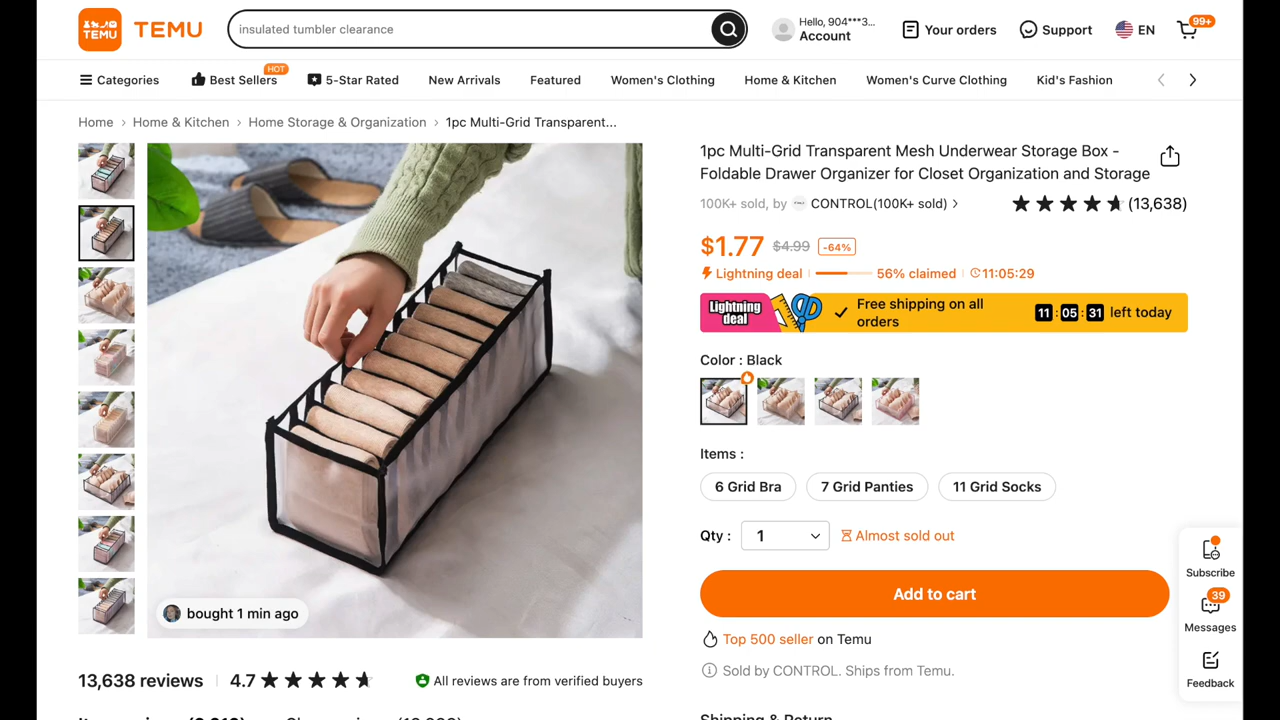 TEMU
TEMU
insulated tumbler clearance
Hello, 904***3...
Account
Your orders
Support
EN
99+
Categories
Best Sellers
HOT
5-Star Rated
New Arrivals
Featured
Women's Clothing
Home & Kitchen
Women's Curve Clothing
Kid's Fashion
Home › Home & Kitchen › Home Storage & Organization › 1pc Multi-Grid Transparent...
1pc Multi-Grid Transparent Mesh Underwear Storage Box -
Foldable Drawer Organizer for Closet Organization and Storage
100K+ sold, by CONTROL(100K+ sold)
(13,638)
$1.77 $4.99 -64%
Lightning deal 56% claimed 11:05:29
Lightning
deal
Free shipping on all
orders
11 : 05 : 31 left today
Color : Black
Items :
6 Grid Bra
7 Grid Panties
11 Grid Socks
Qty : 1 Almost sold out
Add to cart
Top 500 seller on Temu
Sold by CONTROL. Ships from Temu.
bought 1 min ago
13,638 reviews 4.7
All reviews are from verified buyers
Subscribe
39
Messages
Feedback